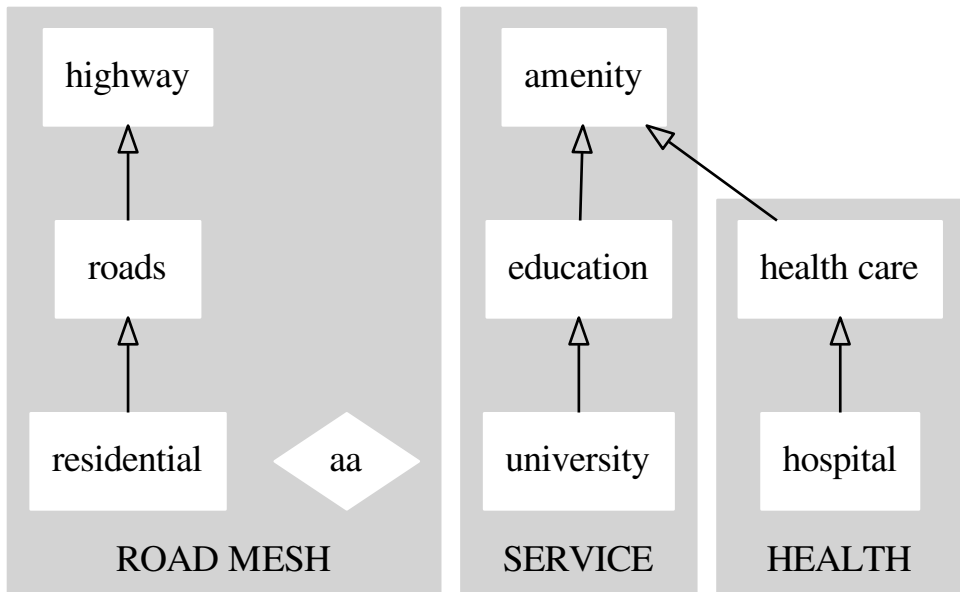 highway
roads
residential
aa
ROAD MESH
amenity
education
university
SERVICE
health care
hospital
HEALTH